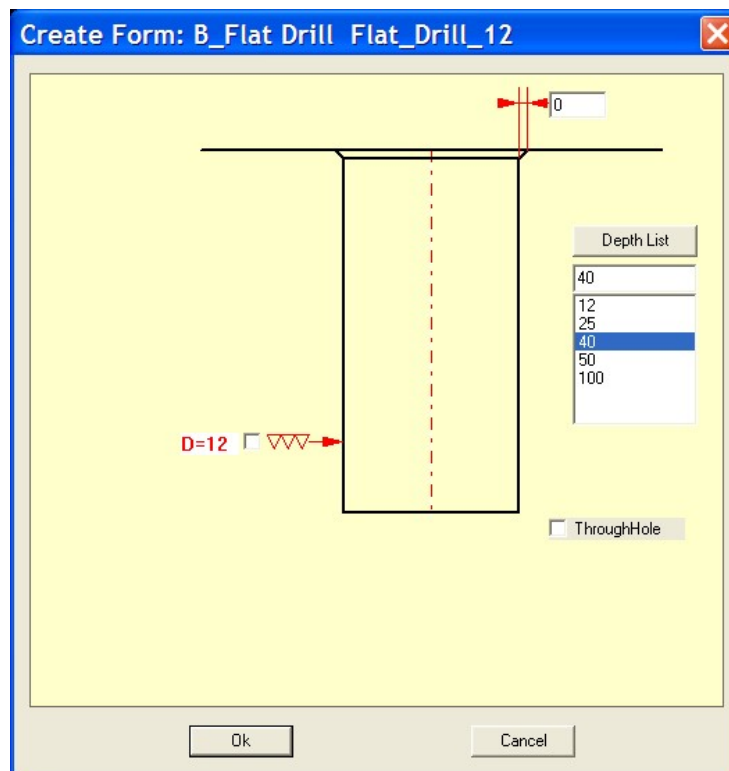 Create Form: B_Flat Drill Flat_Drill_12
0
Depth List
40
12
25
40
50
100
D=12
ThroughHole
Ok
Cancel